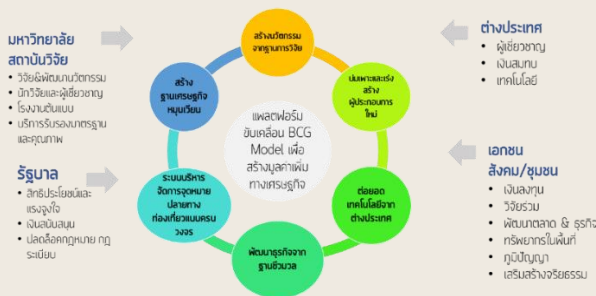 มหาวิทยาลัย
สถาบันวิจัย
• วิจัย&พัฒนานวัตกรรม
• นักวิจัยและผู้เชี่ยวชาญ
• โรงงานต้นแบบ
• บริการรับรองมาตรฐาน
และคุณภาพ
รัฐบาล
• สิทธิประโยชน์และ
แรงจูงใจ
• เงินสนับสนุน
• ปลดล็อคกฎหมาย กฎ
ระเบียบ
สร้างนวัตกรรม
จากฐานการวิจัย
บ่มเพาะและเร่ง
สร้าง
ผู้ประกอบการ
ใหม่
ต่อยอด
เทคโนโลยีจาก
ต่างประเทศ
พัฒนาธุรกิจจาก
ฐานชีวมวล
ระบบบริหาร
จัดการจุดหมาย
ปลายทาง
ท่องเที่ยวแบบครบ
วงจร
สร้าง
ฐานเศรษฐกิจ
หมุนเวียน
แพลตฟอร์ม
ขับเคลื่อน BCG
Model เพื่อ
สร้างมูลค่าเพิ่ม
ทางเศรษฐกิจ
ต่างประเทศ
• ผู้เชี่ยวชาญ
• เงินสมทบ
• เทคโนโลยี
เอกชน
สังคม/ชุมชน
• เงินลงทุน
• วิจัยร่วม
• พัฒนาตลาด & ธุรกิจ
• ทรัพยากรในพื้นที่
• ภูมิปัญญา
• เสริมสร้างจริยธรรม